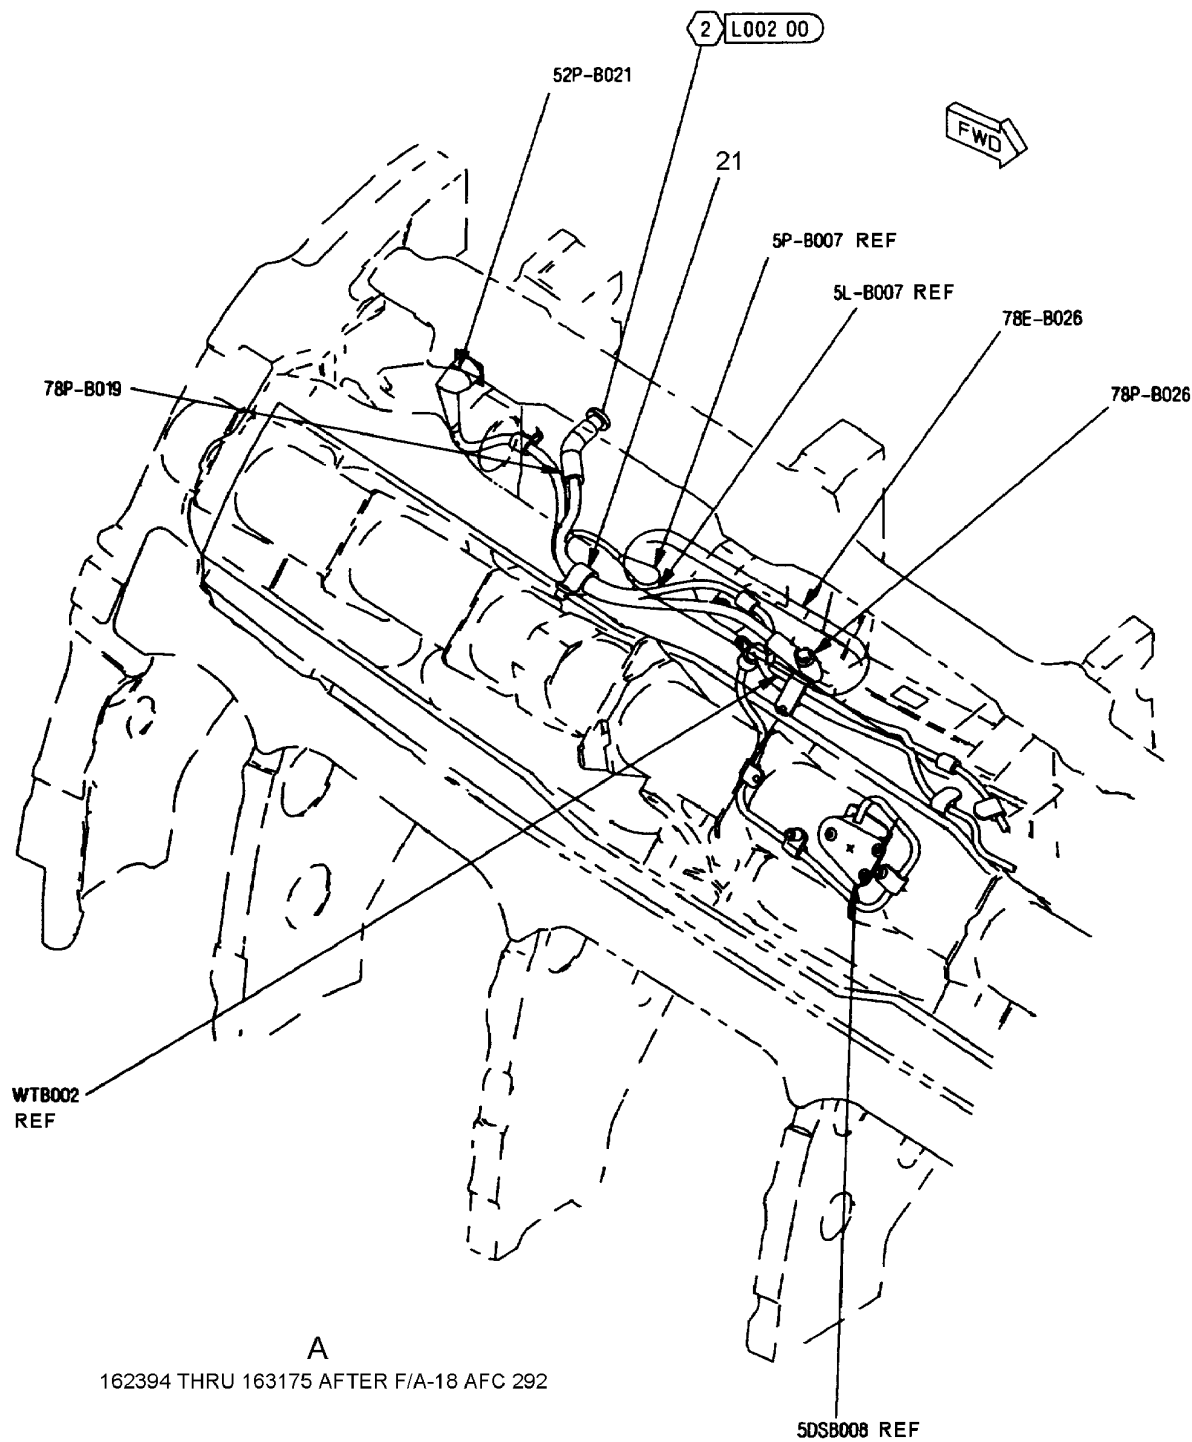 2 L002 00
52P-B021
FWD
21
5P-B007 REF
5L-B007 REF
78E-B026
78P-B019
78P-B026
WTB002
REF
A
162394 THRU 163175 AFTER F/A-18 AFC 292
5DSB008 REF